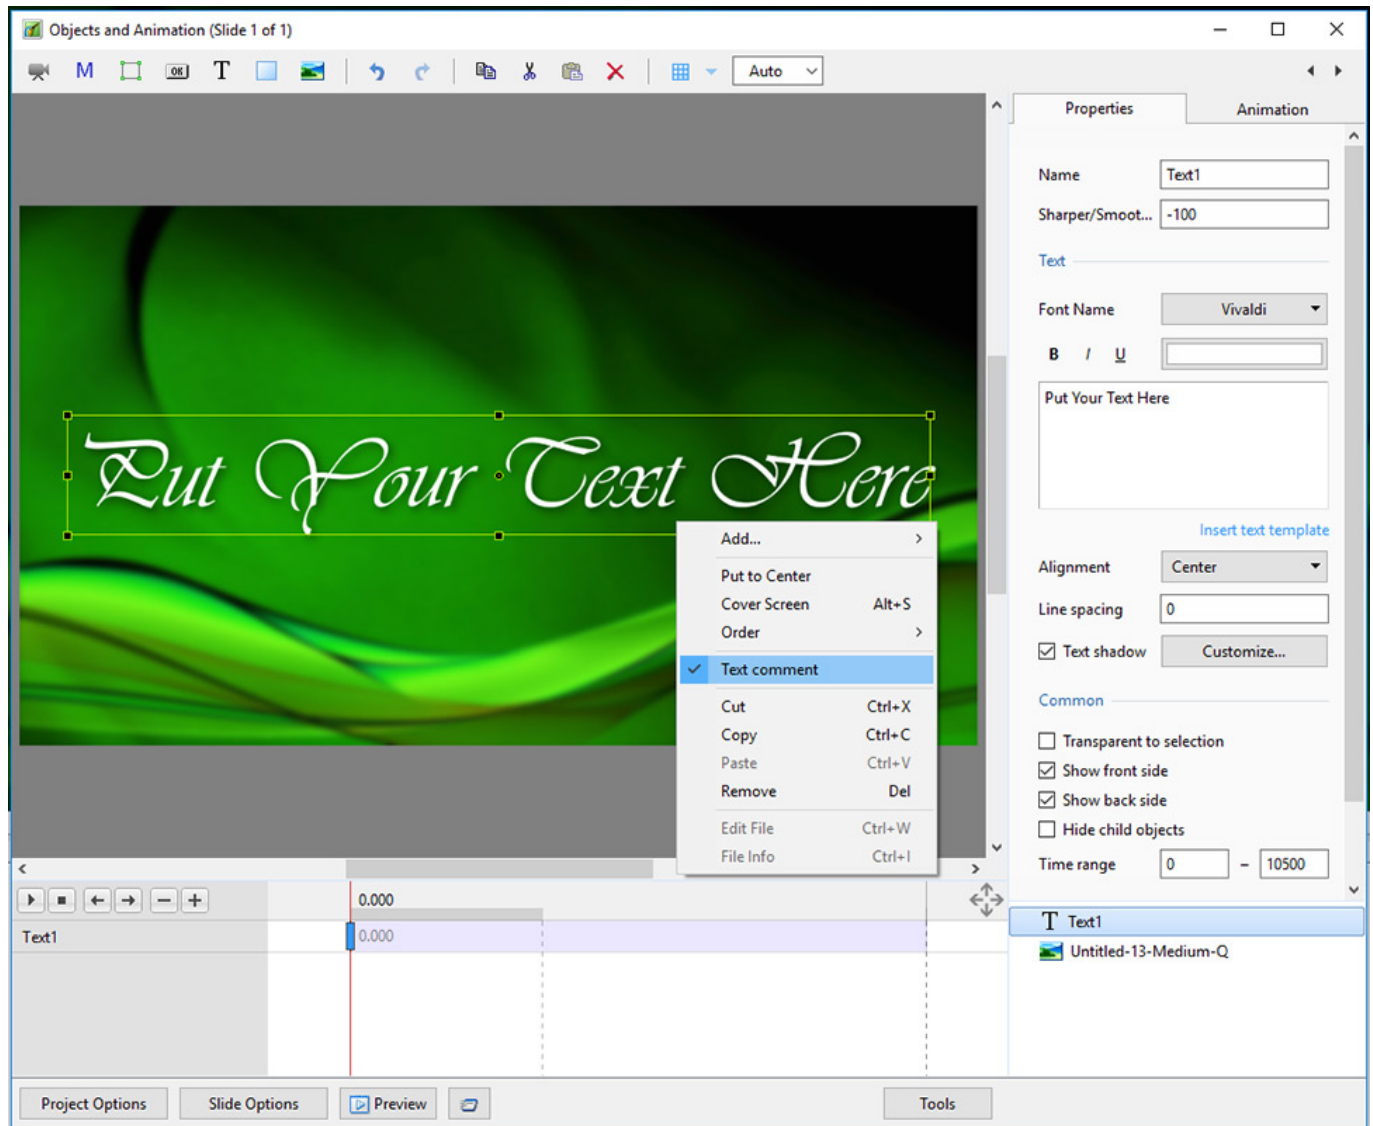 Objects and Animation (Slide 1 of 1)
M OK T Auto
Properties Animation
Name Text1
Sharper/Smoot... -100
Text
Font Name Vivaldi
B I U
Put Your Text Here
Insert text template
Alignment Center
Line spacing 0
Text shadow Customize...
Common
Transparent to selection
Show front side
Show back side
Hide child objects
Time range 0 – 10500
T Text1
Untitled-13-Medium-Q
Put Your Text Here
Add...
Put to Center
Cover Screen Alt+S
Order
Text comment
Cut Ctrl+X
Copy Ctrl+C
Paste Ctrl+V
Remove Del
Edit File Ctrl+W
File Info Ctrl+I
0.000
Text1 0.000
Project Options Slide Options Preview Tools